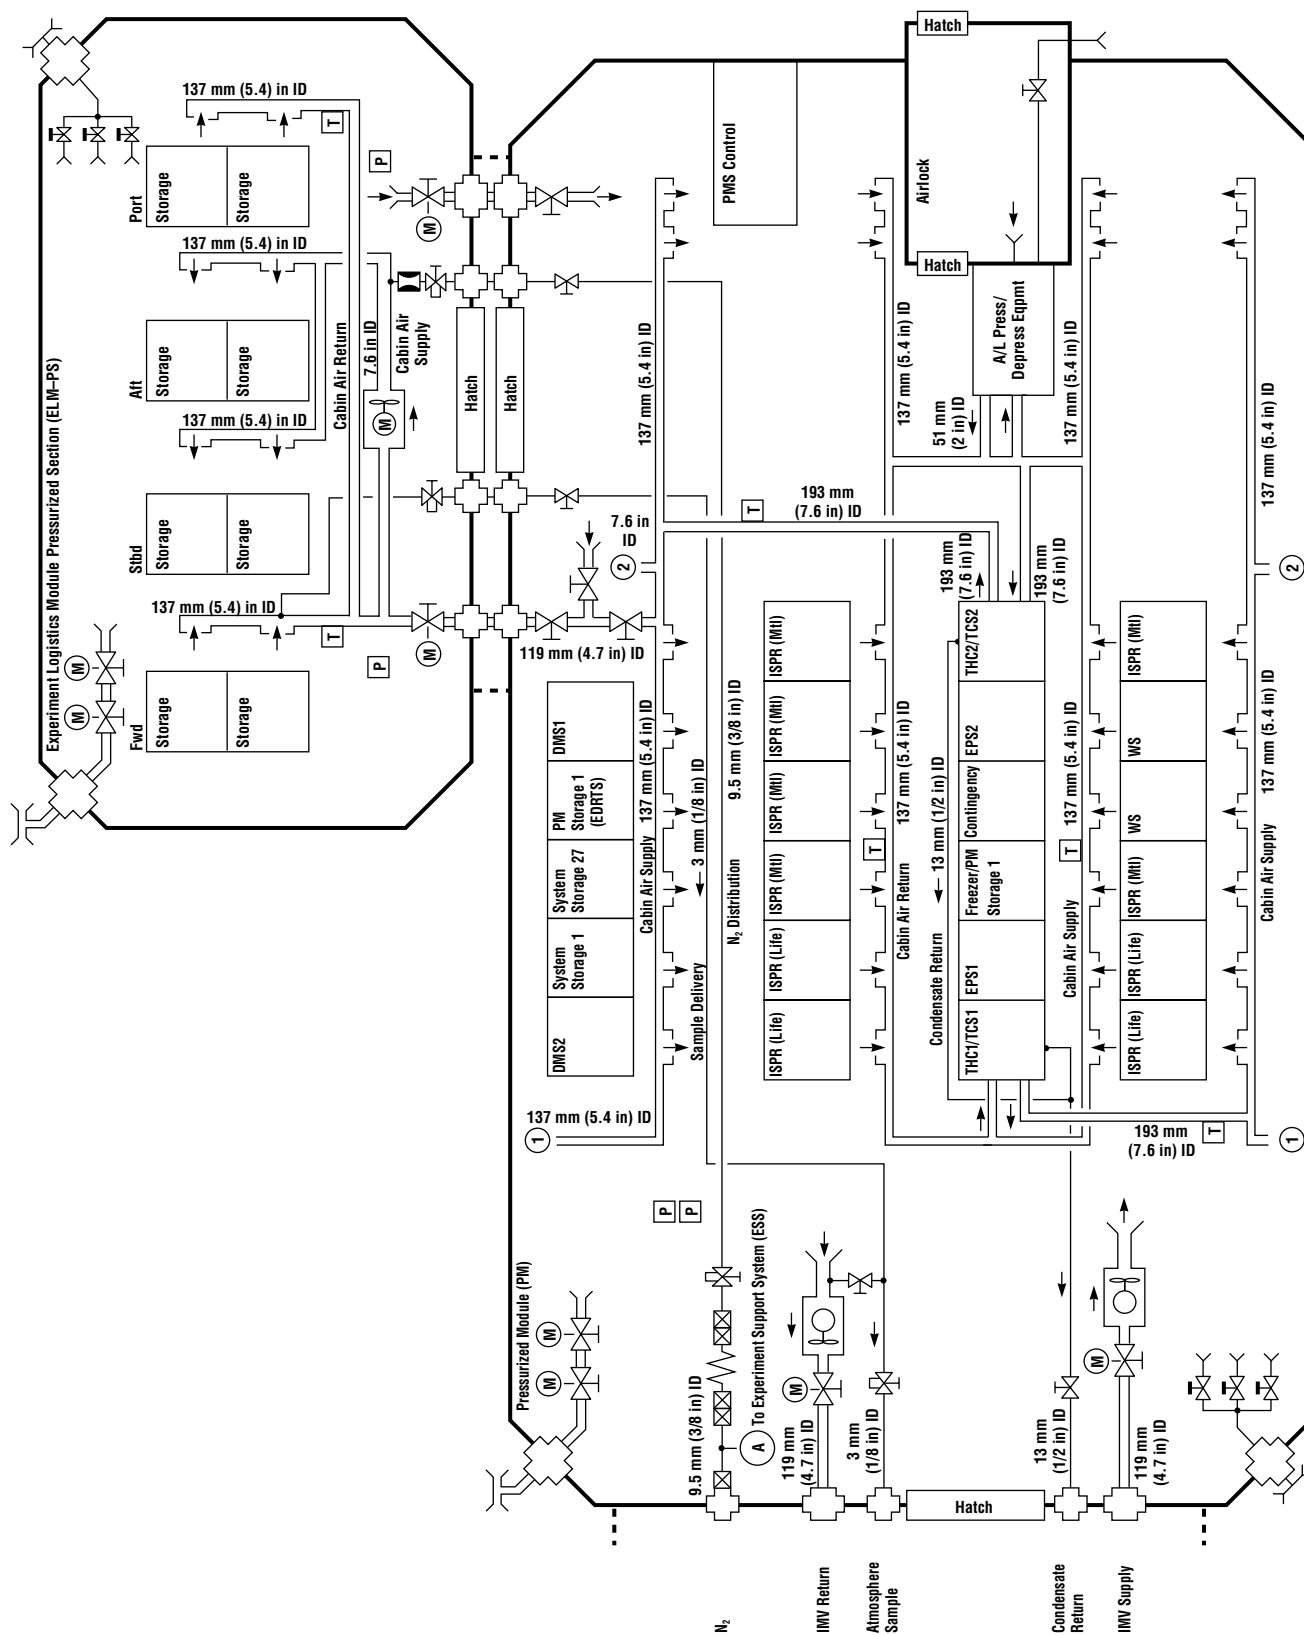 Experiment Logistics Module Pressurized Section (ELM–PS)
Fwd
Storage
Storage
Stbd
Storage
Storage
Aft
Storage
Storage
Port
Storage
Storage
137 mm (5.4) in ID
137 mm (5.4) in ID
137 mm (5.4) in ID
137 mm (5.4) in ID
T
T
P
P
M
M
M
M
M
Cabin Air Return
7.6 in ID
Cabin Air
Supply
Hatch
Hatch
Pressurized Module (PM)
M
M
PMS Control
Hatch
Airlock
Hatch
A/L Press/
Depress Eqpmt
51 mm
(2 in) ID
137 mm (5.4 in) ID
137 mm (5.4 in) ID
137 mm (5.4 in) ID
137 mm (5.4 in) ID
193 mm
(7.6 in) ID
T
7.6 in
ID
2
2
119 mm (4.7 in) ID
193 mm
(7.6 in) ID
193 mm
(7.6 in) ID
DMS2
System
Storage 1
System
Storage 27
PM
Storage 1
(EDRTS)
DMS1
Cabin Air Supply
137 mm (5.4 in) ID
Sample Delivery
3 mm (1/8 in) ID
N₂ Distribution
9.5 mm (3/8 in) ID
ISPR (Life)
ISPR (Life)
ISPR (Mtl)
ISPR (Mtl)
ISPR (Mtl)
ISPR (Mtl)
T
Cabin Air Return
137 mm (5.4 in) ID
Condensate Return
13 mm (1/2 in) ID
THC1/TCS1
EPS1
Freezer/PM
Storage 1
Contingency
EPS2
THC2/TCS2
Cabin Air Supply
T
137 mm (5.4 in) ID
ISPR (Life)
ISPR (Life)
ISPR (Mtl)
WS
WS
ISPR (Mtl)
Cabin Air Supply
137 mm (5.4 in) ID
137 mm (5.4 in) ID
1
1
193 mm
(7.6 in) ID
T
P
P
9.5 mm (3/8 in) ID
A
To Experiment Support System (ESS)
M
119 mm
(4.7 in) ID
3 mm
(1/8 in) ID
Hatch
13 mm
(1/2 in) ID
M
119 mm
(4.7 in) ID
N₂
IMV Return
Atmosphere
Sample
Condensate
Return
IMV Supply